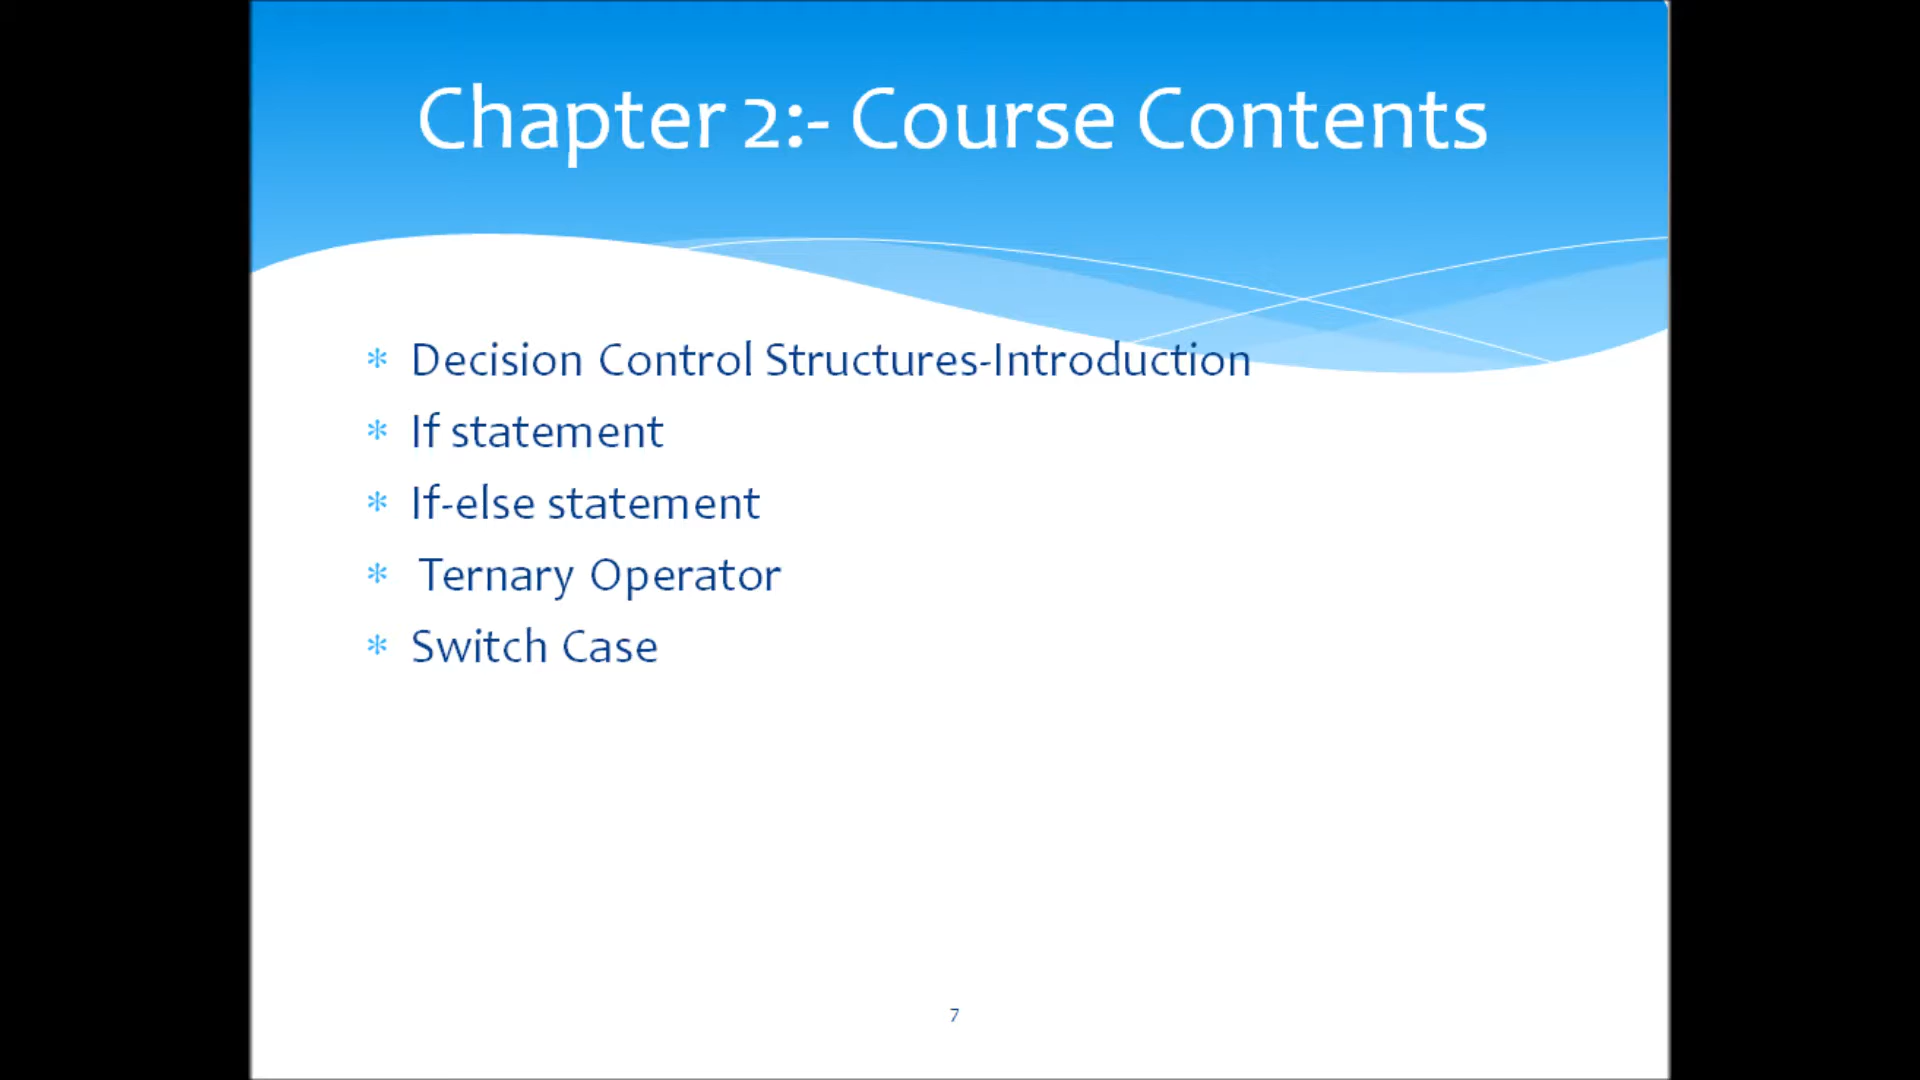 Chapter 2:- Course Contents
* Decision Control Structures-Introduction
* If statement
* If-else statement
* Ternary Operator
* Switch Case
7